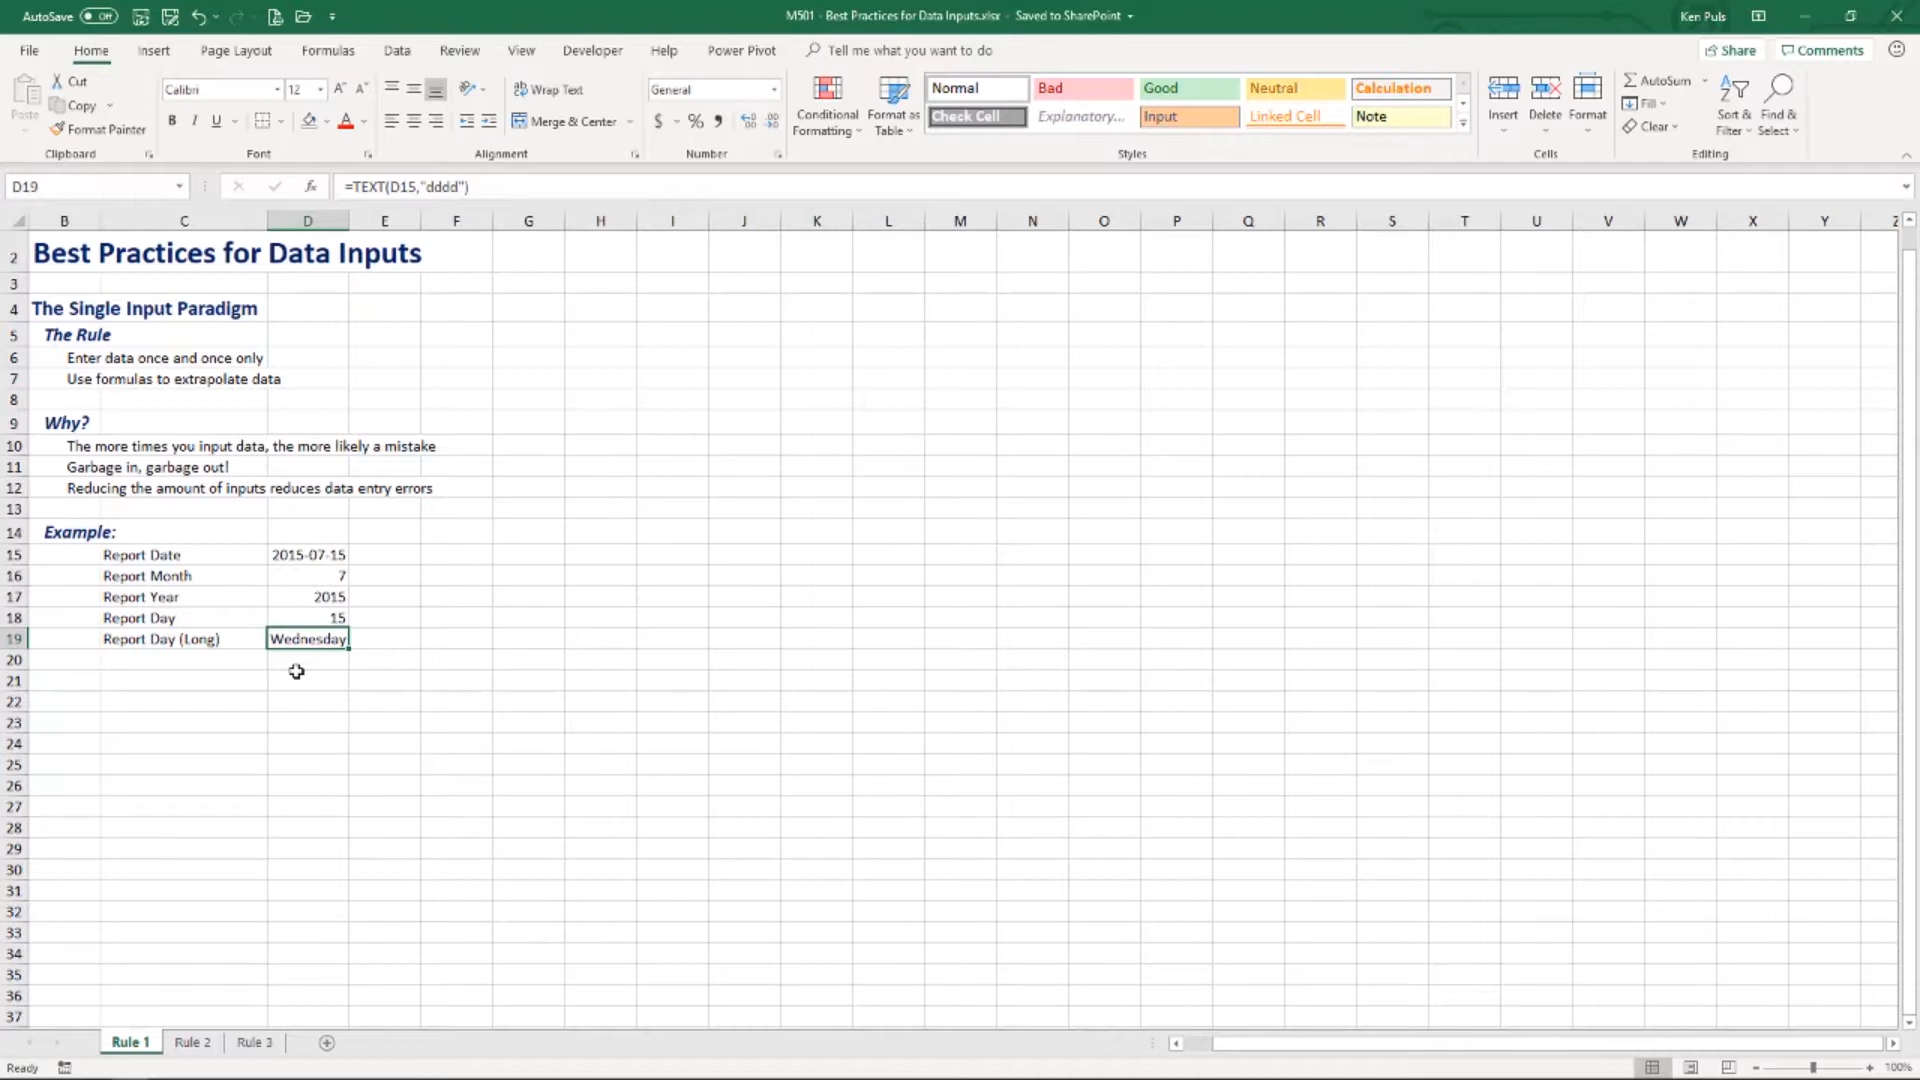 AutoSave Off M501 - Best Practices for Data Inputs.xlsx - Saved to SharePoint Ken Puls
File Home Insert Page Layout Formulas Data Review View Developer Help Power Pivot Tell me what you want to do Share Comments
Paste Cut Copy Format Painter
Calibri 12 A A
B I U A
Wrap Text
Merge & Center
General
$ % 9
Conditional Formatting
Format as Table
Normal Bad Good Neutral Calculation
Check Cell Explanatory... Input Linked Cell Note
Insert Delete Format
AutoSum
Fill
Clear
Sort & Filter
Find & Select
Clipboard Font Alignment Number Styles Cells Editing
D19 fx =TEXT(D15,"dddd")
B C D E F G H I J K L M N O P Q R S T U V W X Y Z
2 Best Practices for Data Inputs
3
4 The Single Input Paradigm
5 The Rule
6 Enter data once and once only
7 Use formulas to extrapolate data
8
9 Why?
10 The more times you input data, the more likely a mistake
11 Garbage in, garbage out!
12 Reducing the amount of inputs reduces data entry errors
13
14 Example:
15 Report Date 2015-07-15
16 Report Month 7
17 Report Year 2015
18 Report Day 15
19 Report Day (Long) Wednesday
20
21
22
23
24
25
26
27
28
29
30
31
32
33
34
35
36
37
Rule 1 Rule 2 Rule 3
Ready 100%